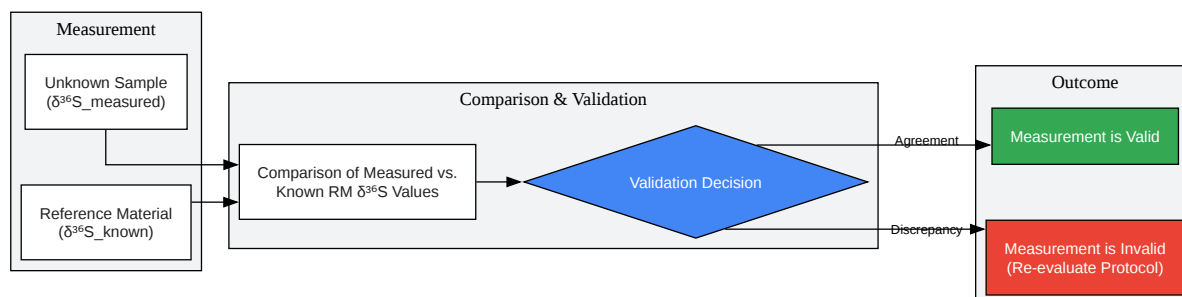 Measurement
Unknown Sample
(δ³⁶S_measured)
Reference Material
(δ³⁶S_known)
Comparison & Validation
Comparison of Measured vs.
Known RM δ³⁶S Values
Validation Decision
Agreement
Discrepancy
Outcome
Measurement is Valid
Measurement is Invalid
(Re-evaluate Protocol)